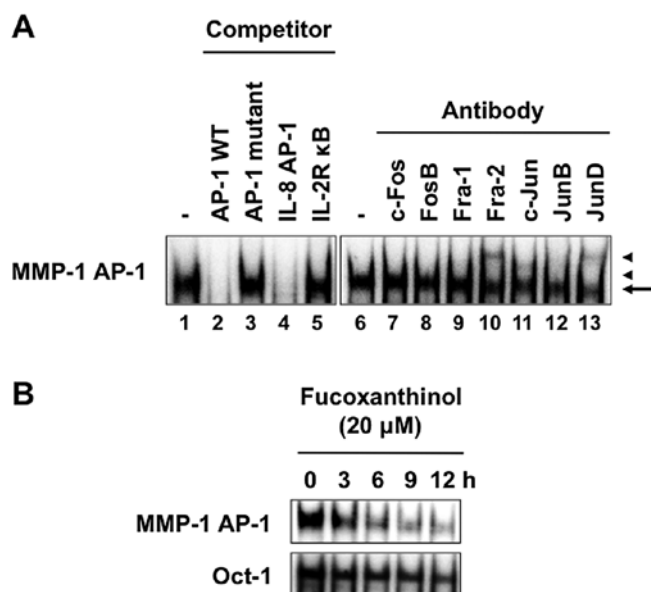 A
Competitor
- AP-1 WT AP-1 mutant IL-8 AP-1 IL-2R κB
Antibody
- c-Fos FosB Fra-1 Fra-2 c-Jun JunB JunD
MMP-1 AP-1
1 2 3 4 5 6 7 8 9 10 11 12 13
B
Fucoxanthinol
(20 µM)
0 3 6 9 12 h
MMP-1 AP-1
Oct-1